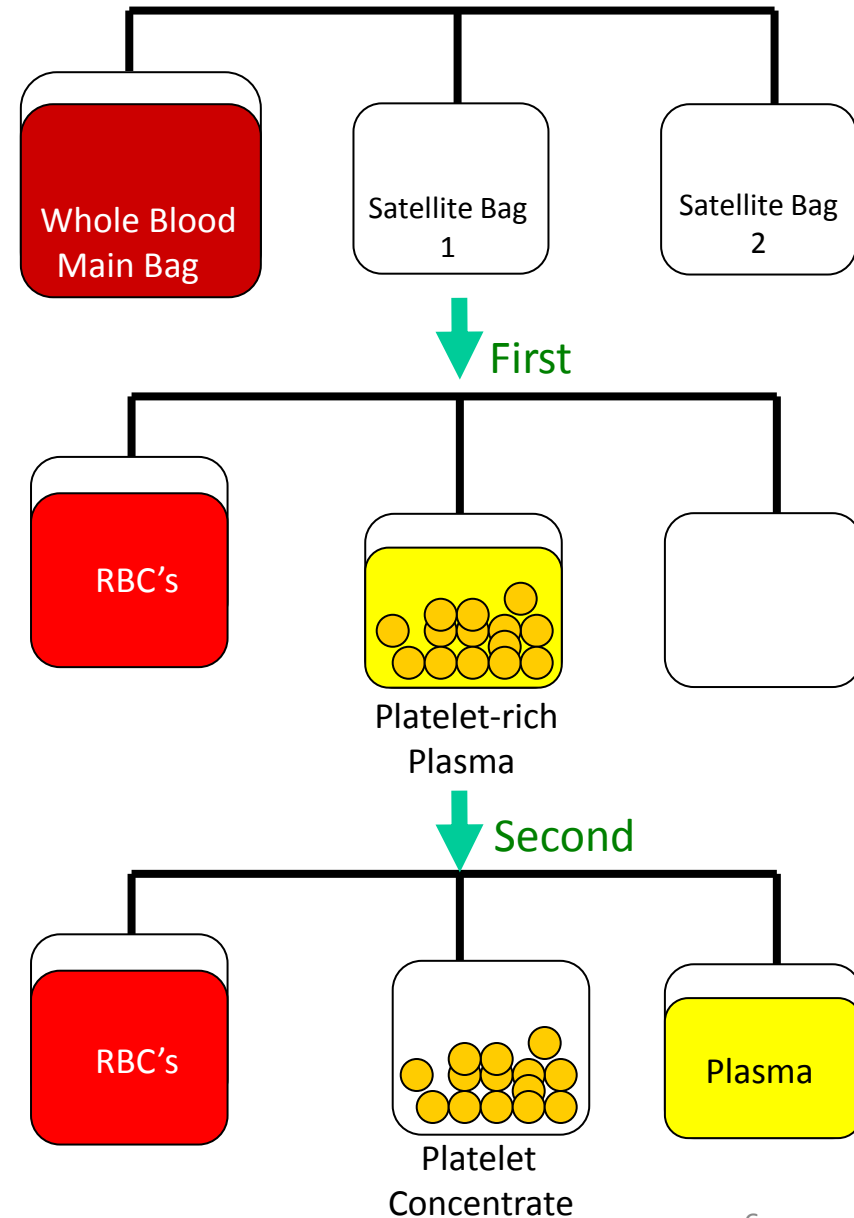 Whole Blood
Main Bag
Satellite Bag
1
Satellite Bag
2
First
RBC's
Platelet-rich
Plasma
Second
RBC's
Plasma
Platelet
Concentrate